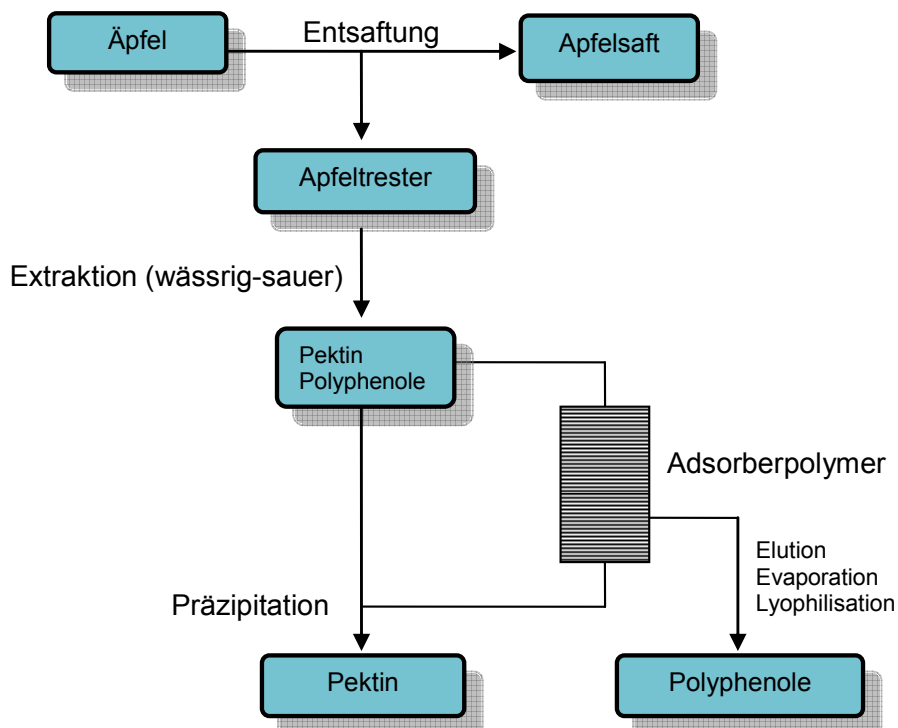 Äpfel
Entsaftung
Apfelsaft
Apfeltrester
Extraktion (wässrig-sauer)
Pektin
Polyphenole
Adsorberpolymer
Elution
Evaporation
Lyophilisation
Präzipitation
Pektin
Polyphenole